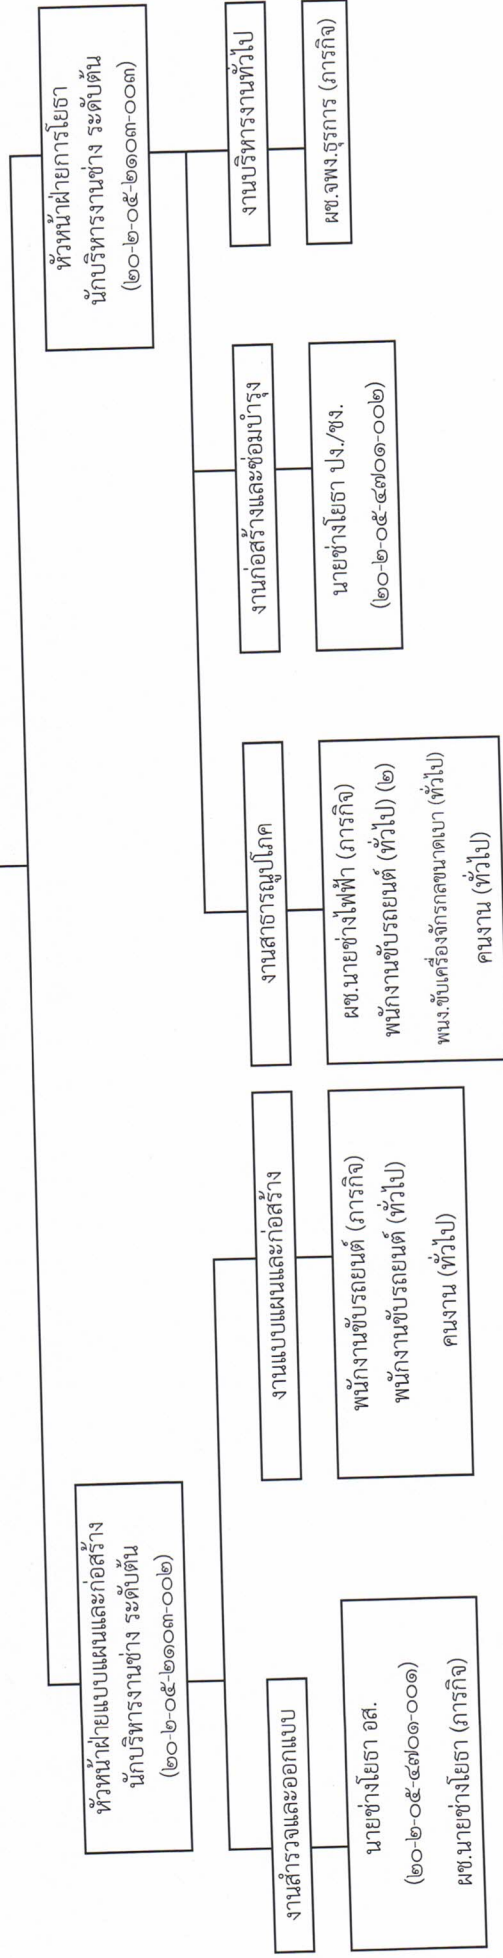 หัวหน้าฝ่ายแบบแผนและก่อสร้าง
นักบริหารงานช่าง ระดับต้น
(๒๐-๒-๐๕-๒๑๐๓-๐๐๒)
หัวหน้าฝ่ายการโยธา
นักบริหารงานช่าง ระดับต้น
(๒๐-๒-๐๕-๒๑๐๓-๐๐๓)
งานสำรวจและออกแบบ
งานแบบแผนและก่อสร้าง
งานสาธารณูปโภค
งานก่อสร้างและซ่อมบำรุง
งานบริหารงานทั่วไป
นายช่างโยธา อส.
(๒๐-๒-๐๕-๔๗๐๑-๐๐๑)
ผช.นายช่างโยธา (ภารกิจ)
พนักงานขับรถยนต์ (ภารกิจ)
พนักงานขับรถยนต์ (ทั่วไป)
คนงาน (ทั่วไป)
ผช.นายช่างไฟฟ้า (ภารกิจ)
พนักงานขับรถยนต์ (ทั่วไป) (๒)
พนง.ขับเครื่องจักรกลขนาดเบา (ทั่วไป)
คนงาน (ทั่วไป)
นายช่างโยธา ปง./ชง.
(๒๐-๒-๐๕-๔๗๐๑-๐๐๒)
ผช.จพง.ธุรการ (ภารกิจ)